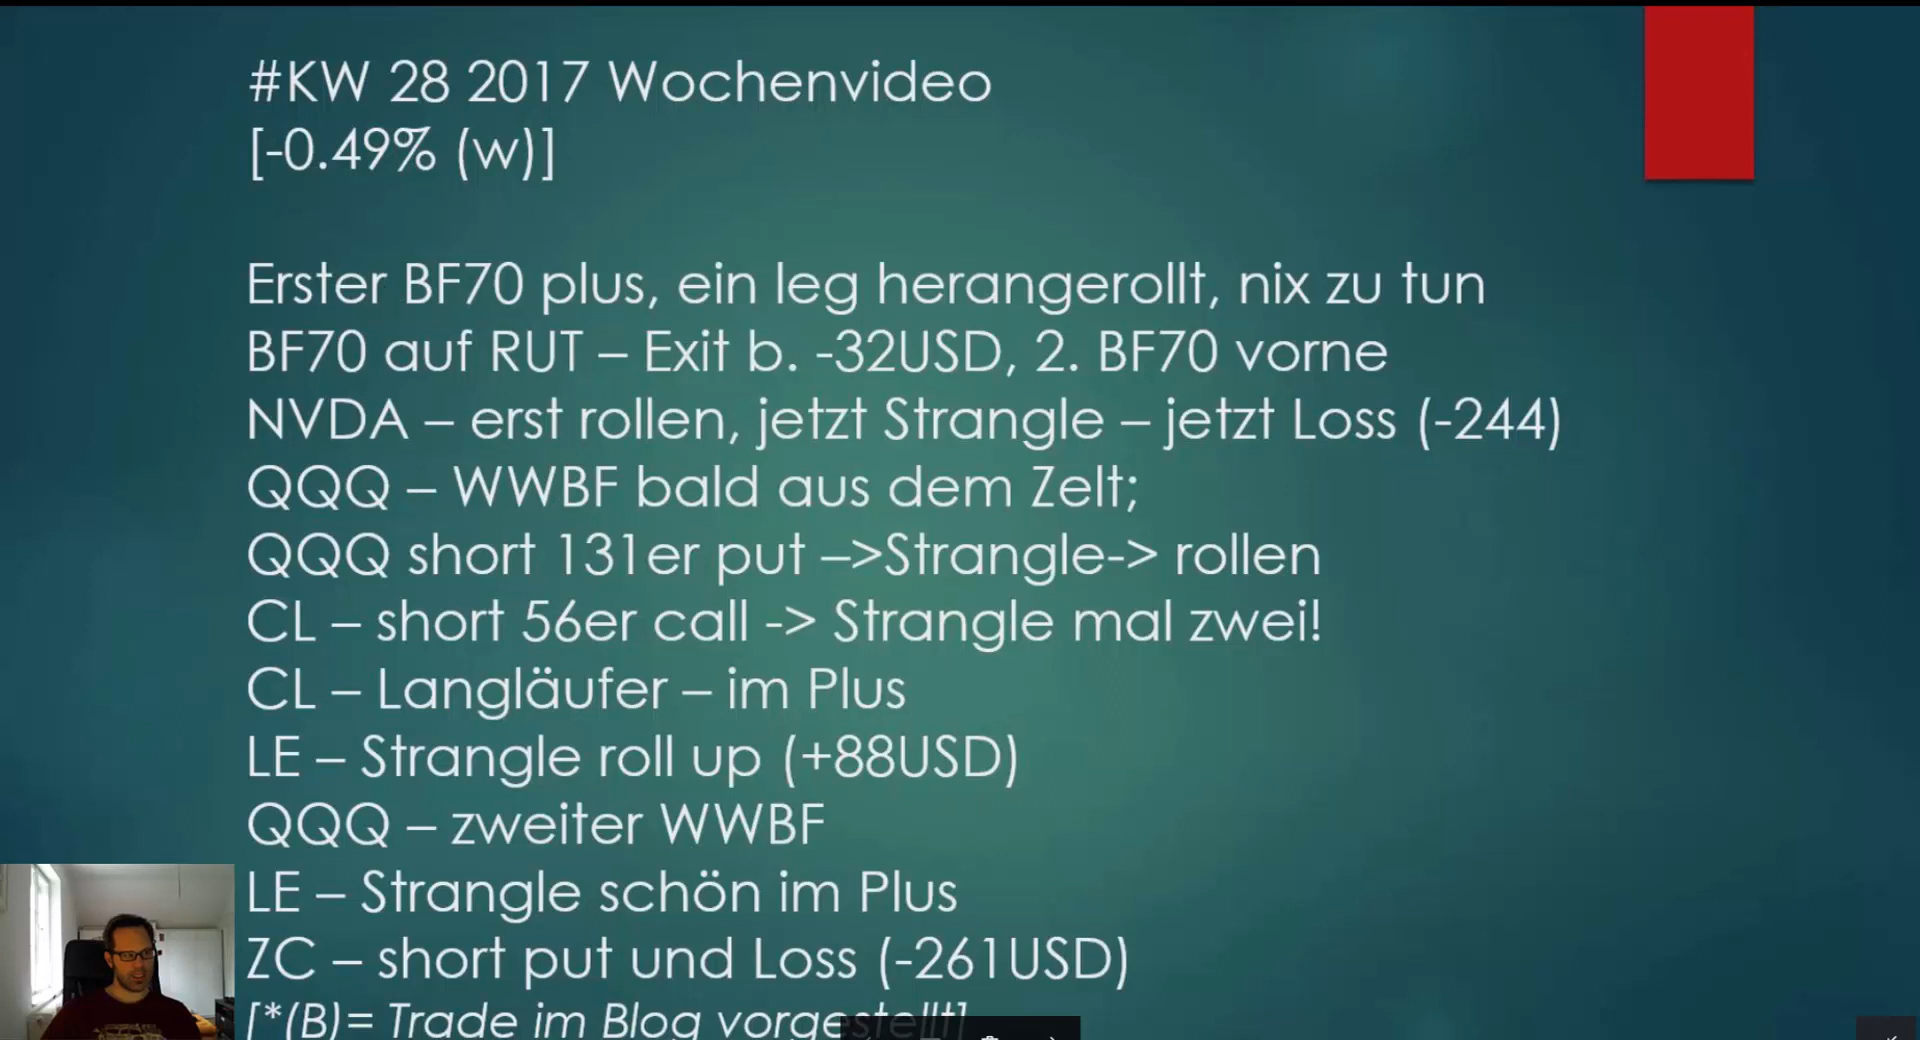 #KW 28 2017 Wochenvideo
[-0.49% (w)]
Erster BF70 plus, ein leg herangerollt, nix zu tun
BF70 auf RUT – Exit b. -32USD, 2. BF70 vorne
NVDA – erst rollen, jetzt Strangle – jetzt Loss (-244)
QQQ – WWBF bald aus dem Zelt;
QQQ short 131er put –>Strangle-> rollen
CL – short 56er call -> Strangle mal zwei!
CL – Langläufer – im Plus
LE – Strangle roll up (+88USD)
QQQ – zweiter WWBF
LE – Strangle schön im Plus
ZC – short put und Loss (-261USD)
[*(B)= Trade im Blog vorgestellt]